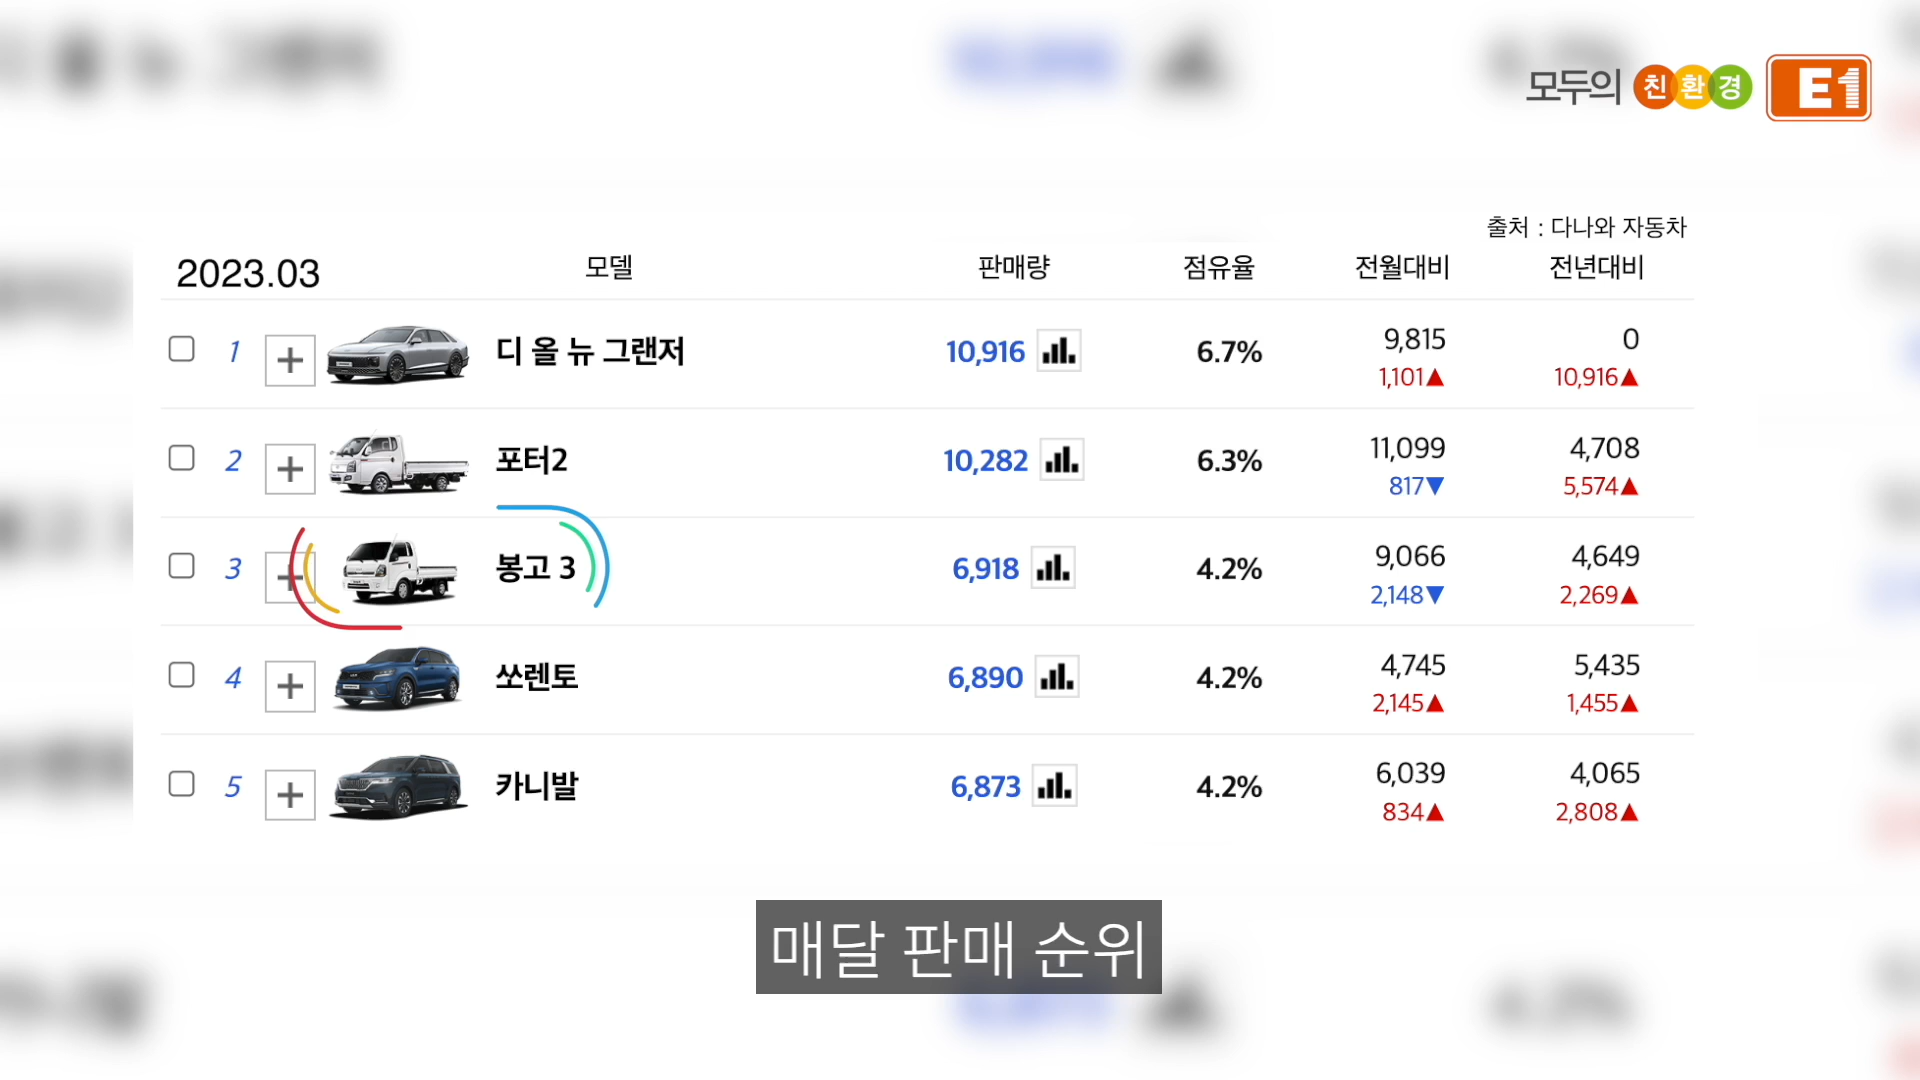 모두의 친환경 E1
출처 : 다나와 자동차
2023.03 모델 판매량 점유율 전월대비 전년대비
1 디 올 뉴 그랜저 10,916 6.7% 9,815 0
1,101▲ 10,916▲
2 포터2 10,282 6.3% 11,099 4,708
817▼ 5,574▲
3 봉고 3 6,918 4.2% 9,066 4,649
2,148▼ 2,269▲
4 쏘렌토 6,890 4.2% 4,745 5,435
2,145▲ 1,455▲
5 카니발 6,873 4.2% 6,039 4,065
834▲ 2,808▲
매달 판매 순위